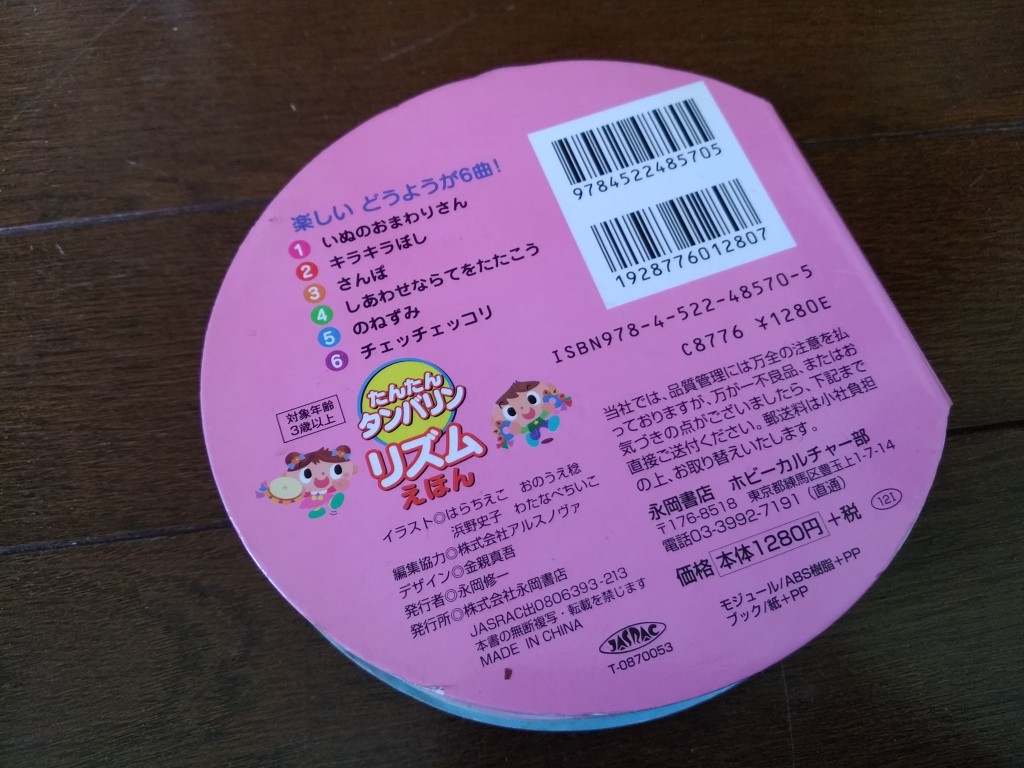 9784522485705
1928776012807
ISBN978-4-522-48570-5
C8776 ¥1280E
楽しい どうようが6曲!
1 いぬのおまわりさん
2 キラキラぼし
3 さんぽ
4 しあわせならてをたたこう
5 のねずみ
6 チェッチェッコリ
対象年齢
3歳以上
たんたん
タンバリン
リズム
えほん
イラスト◎はらちえこ おのうえ稔
浜野史子 わたなべちいこ
編集協力◎株式会社アルスノヴァ
デザイン◎金親真吾
発行者◎永岡修一
発行所◎株式会社永岡書店
JASRAC出0806393-213
本書の無断複写・転載を禁じます
MADE IN CHINA
JASRAC
T-0870053
当社では、品質管理には万全の注意を払
っておりますが、万が一不良品、またはお
気づきの点がございましたら、下記まで
直接ご送付ください。郵送料は小社負担
の上、お取り替えいたします。
永岡書店 ホビーカルチャー部
〒176-8518 東京都練馬区豊玉上1-7-14
電話03-3992-7191(直通)
価格 本体1280円 +税
121
モジュール/ABS樹脂+PP
ブック/紙+PP